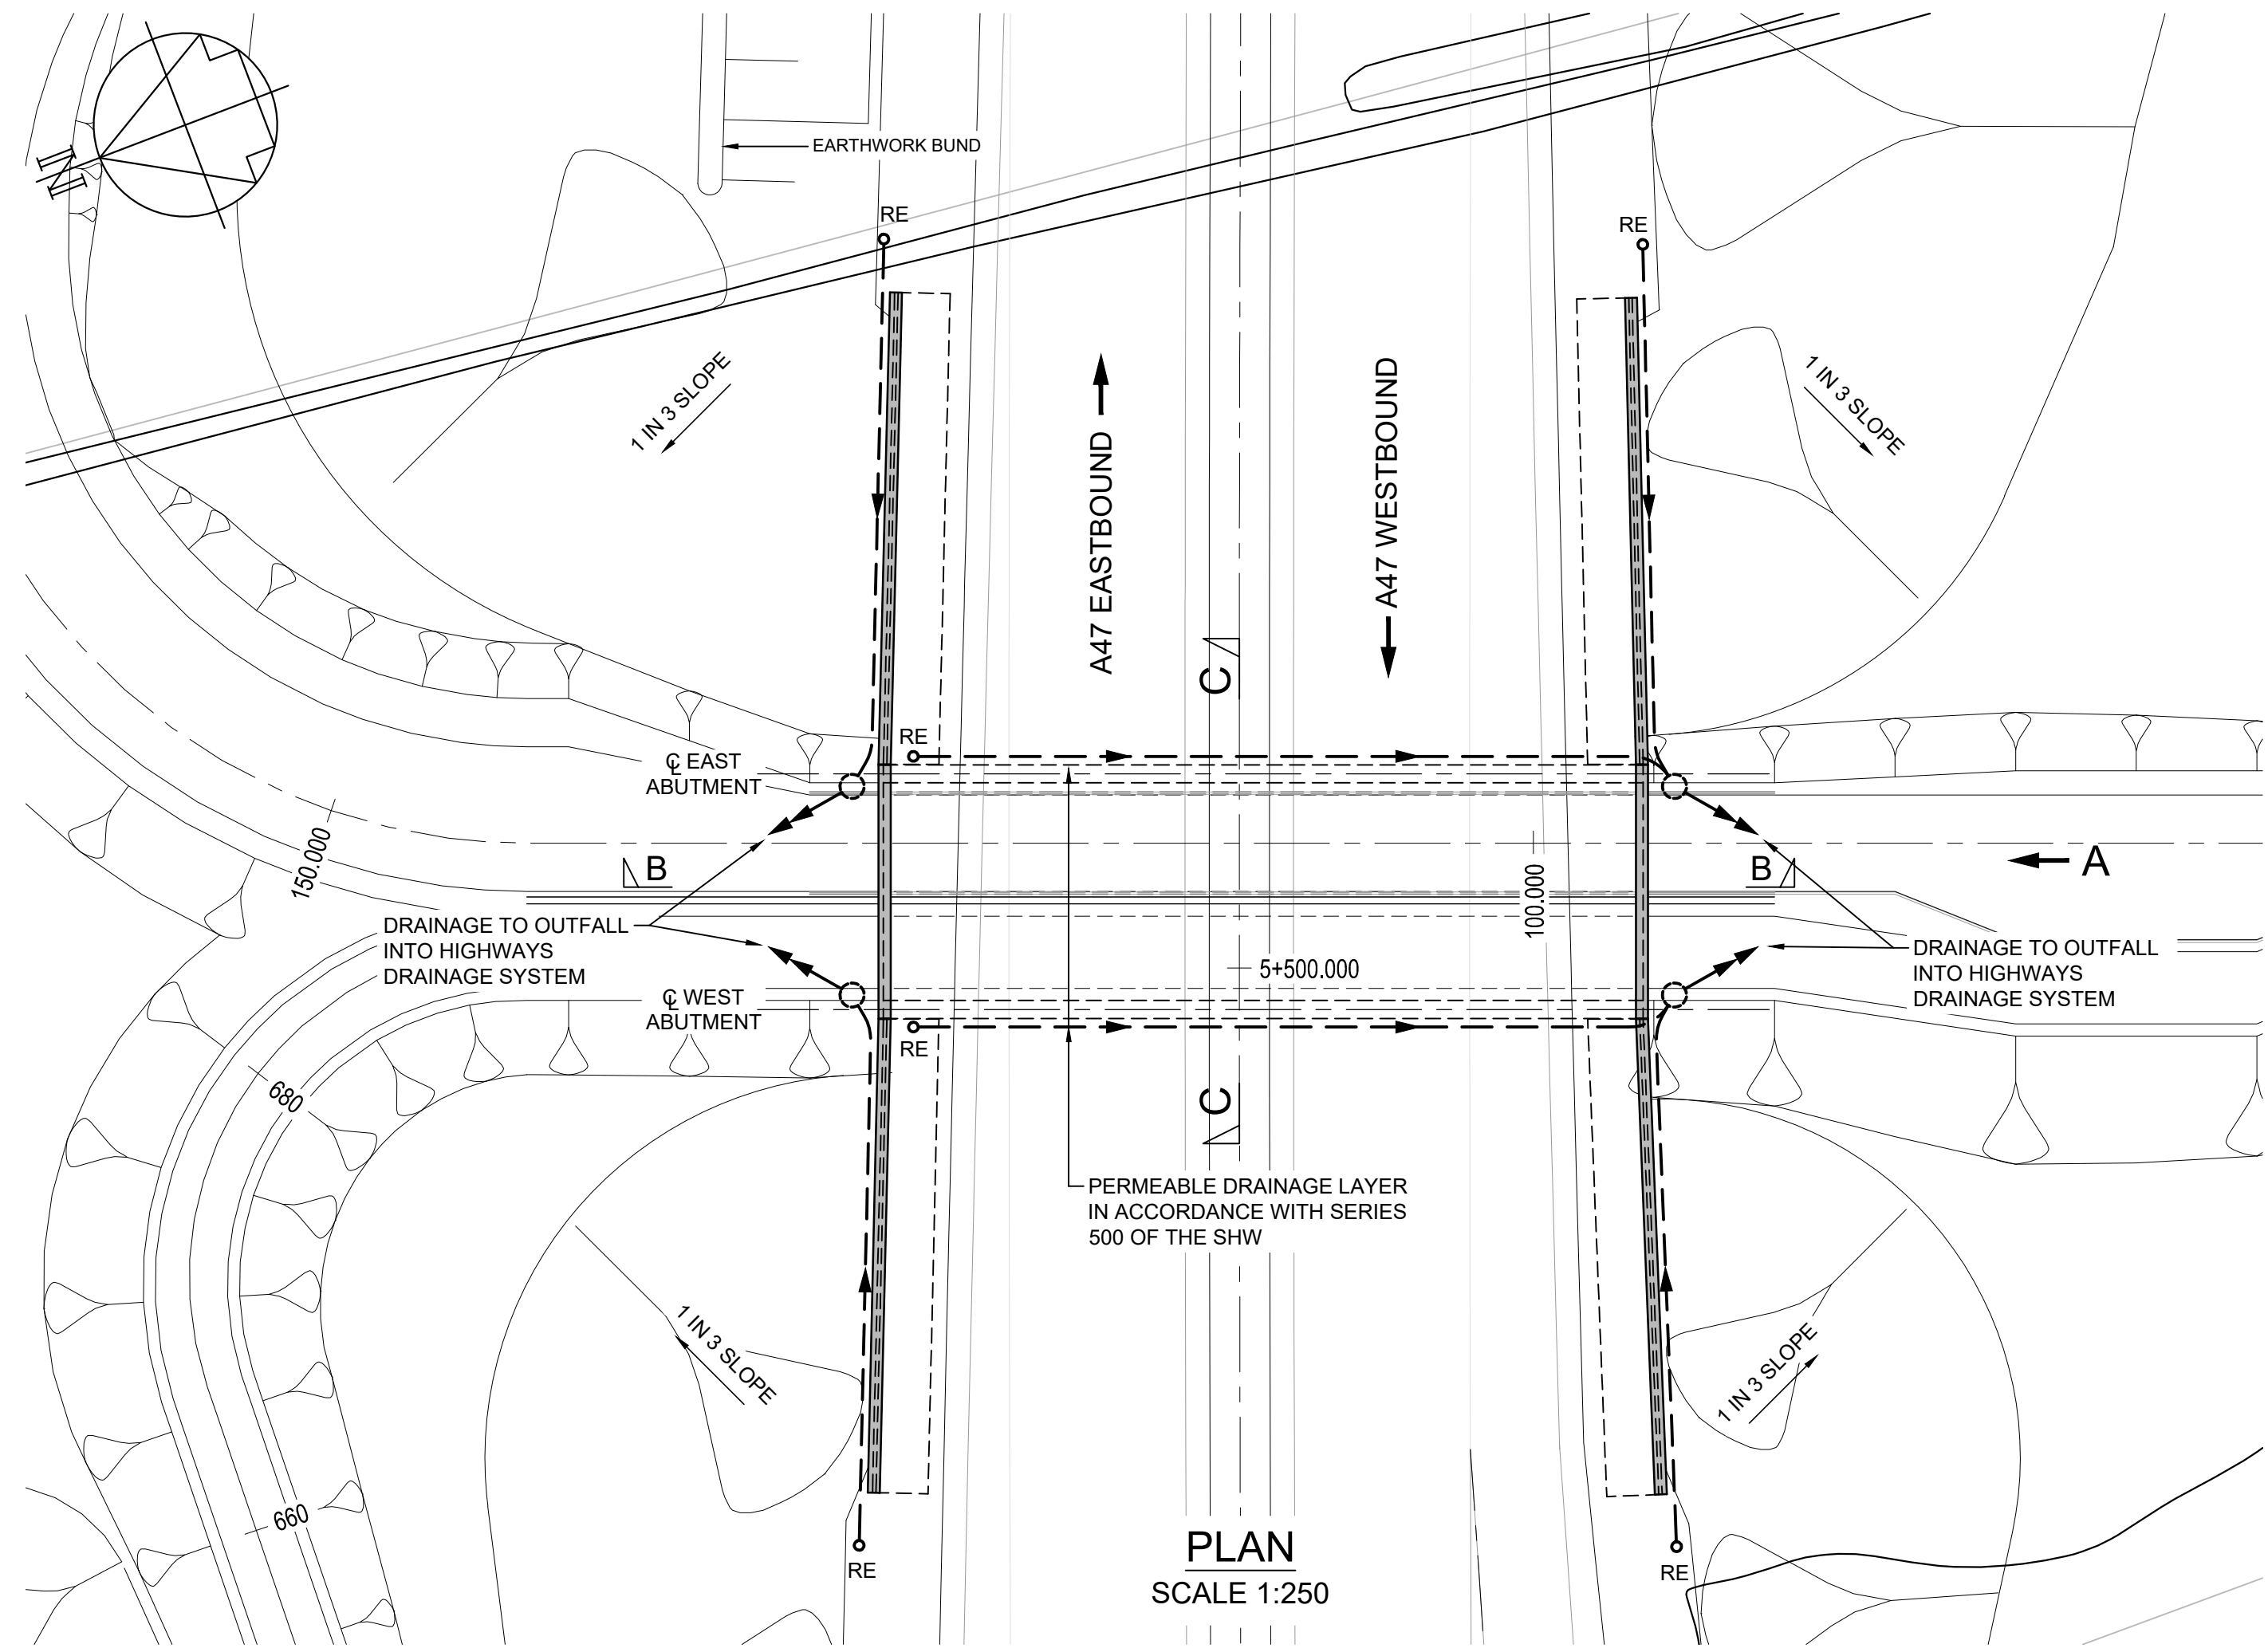 N
EARTHWORK BUND
RE
RE
1 IN 3 SLOPE
1 IN 3 SLOPE
A47 EASTBOUND
A47 WESTBOUND
C
RE
℄ EAST
ABUTMENT
150.000
B
100.000
B
A
DRAINAGE TO OUTFALL
INTO HIGHWAYS
DRAINAGE SYSTEM
5+500.000
DRAINAGE TO OUTFALL
INTO HIGHWAYS
DRAINAGE SYSTEM
℄ WEST
ABUTMENT
RE
680
C
PERMEABLE DRAINAGE LAYER
IN ACCORDANCE WITH SERIES
500 OF THE SHW
1 IN 3 SLOPE
1 IN 3 SLOPE
660
PLAN
SCALE 1:250
RE
RE